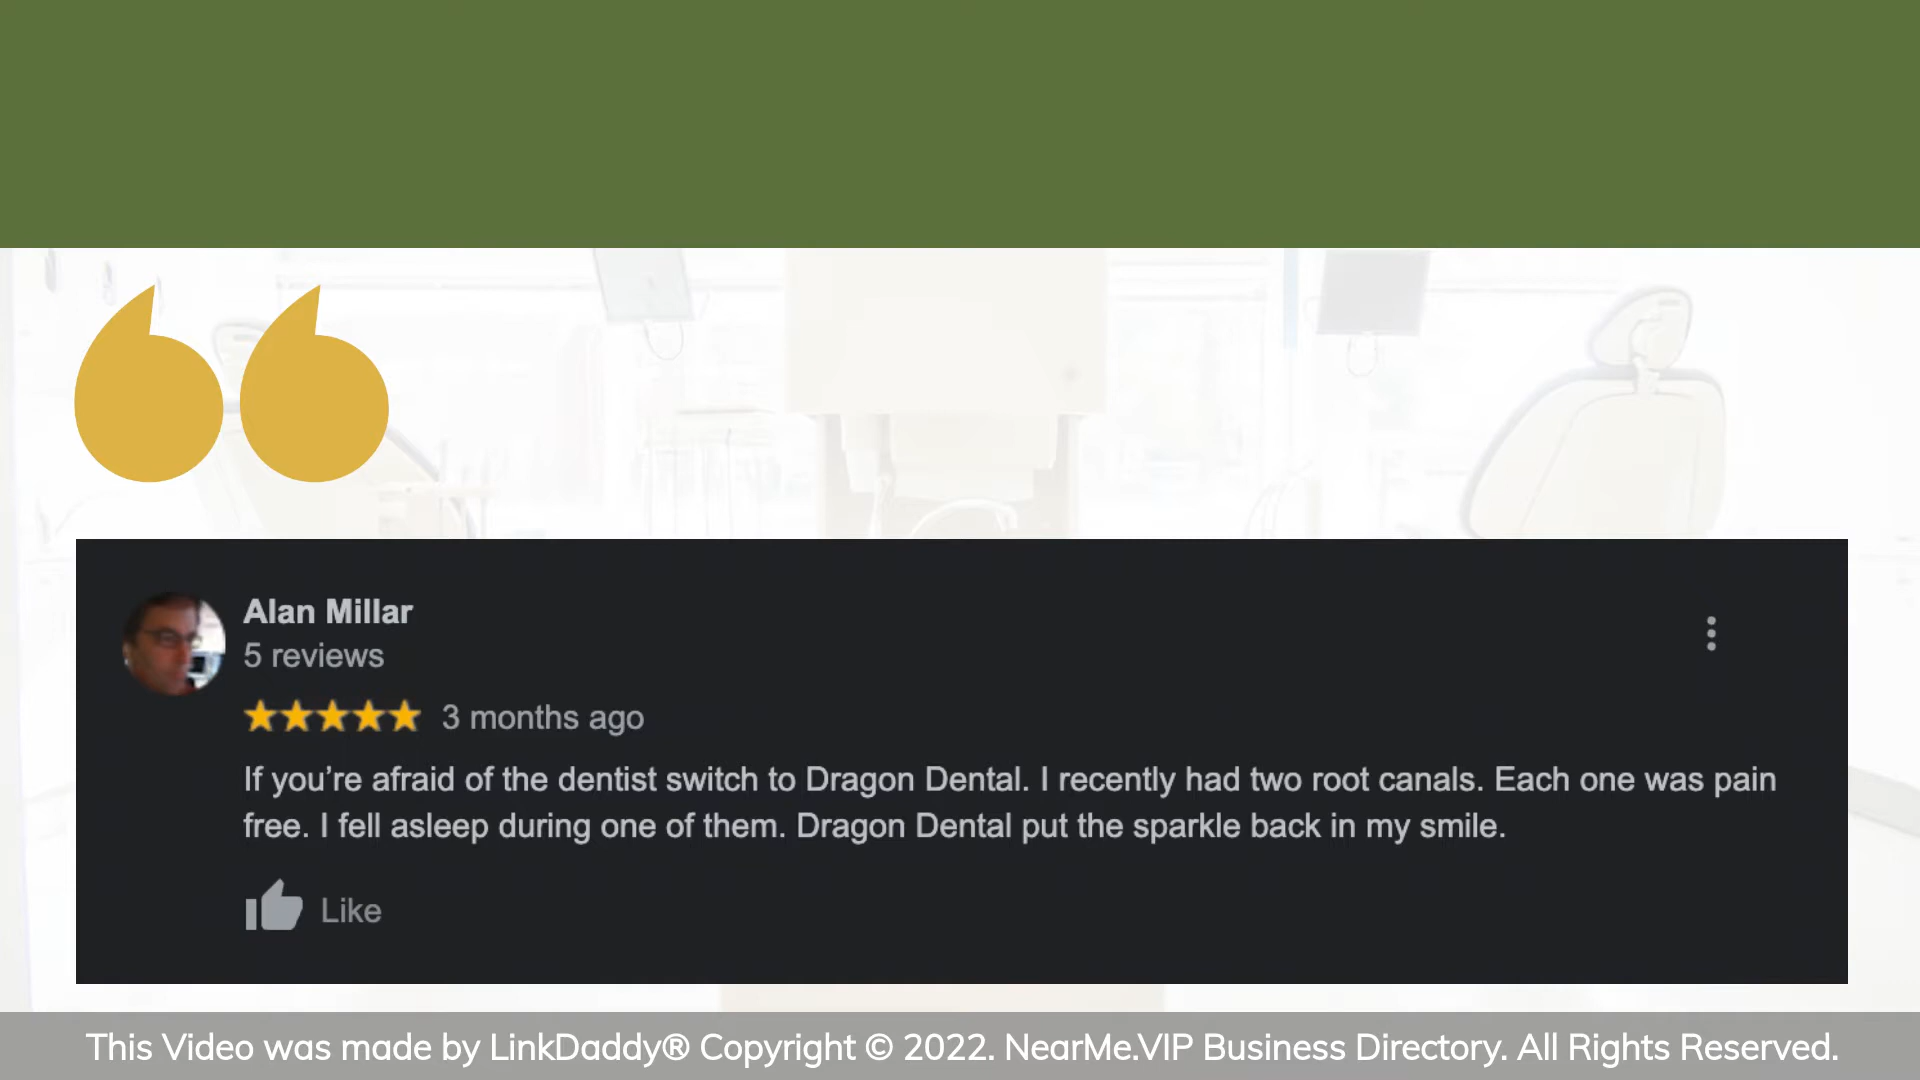 Alan Millar
5 reviews
3 months ago
If you’re afraid of the dentist switch to Dragon Dental. I recently had two root canals. Each one was pain
free. I fell asleep during one of them. Dragon Dental put the sparkle back in my smile.
Like
This Video was made by LinkDaddy® Copyright © 2022. NearMe.VIP Business Directory. All Rights Reserved.